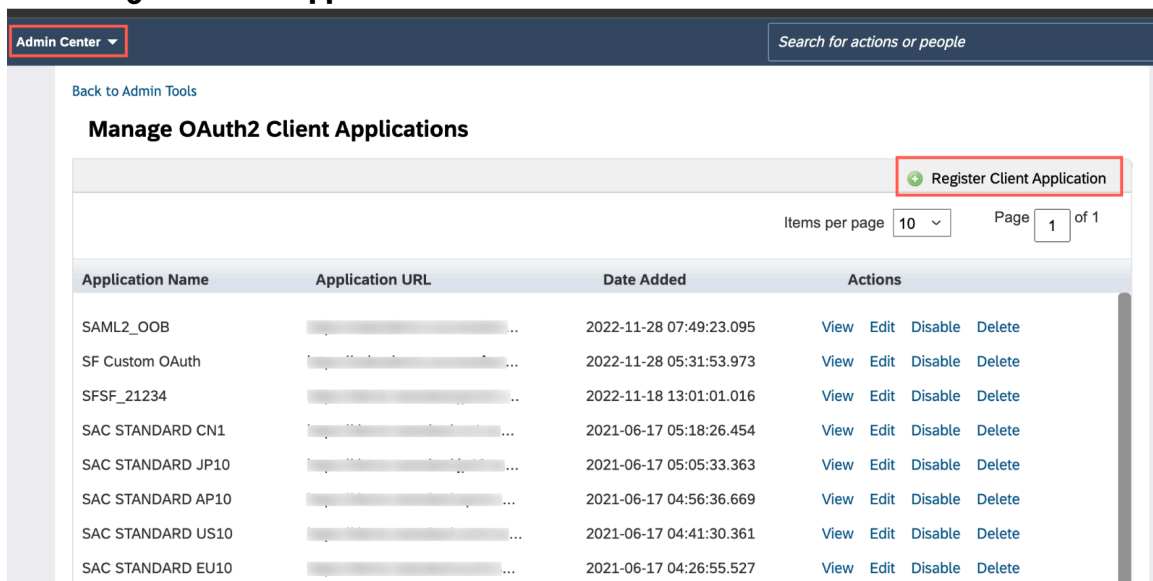 Admin Center
Search for actions or people
Back to Admin Tools
Manage OAuth2 Client Applications
Register Client Application
Items per page 10 Page 1 of 1
Application Name Application URL Date Added Actions
SAML2_OOB ... 2022-11-28 07:49:23.095 View Edit Disable Delete
SF Custom OAuth ... 2022-11-28 05:31:53.973 View Edit Disable Delete
SFSF_21234 .. 2022-11-18 13:01:01.016 View Edit Disable Delete
SAC STANDARD CN1 ... 2021-06-17 05:18:26.454 View Edit Disable Delete
SAC STANDARD JP10 ... 2021-06-17 05:05:33.363 View Edit Disable Delete
SAC STANDARD AP10 ... 2021-06-17 04:56:36.669 View Edit Disable Delete
SAC STANDARD US10 ... 2021-06-17 04:41:30.361 View Edit Disable Delete
SAC STANDARD EU10 ... 2021-06-17 04:26:55.527 View Edit Disable Delete